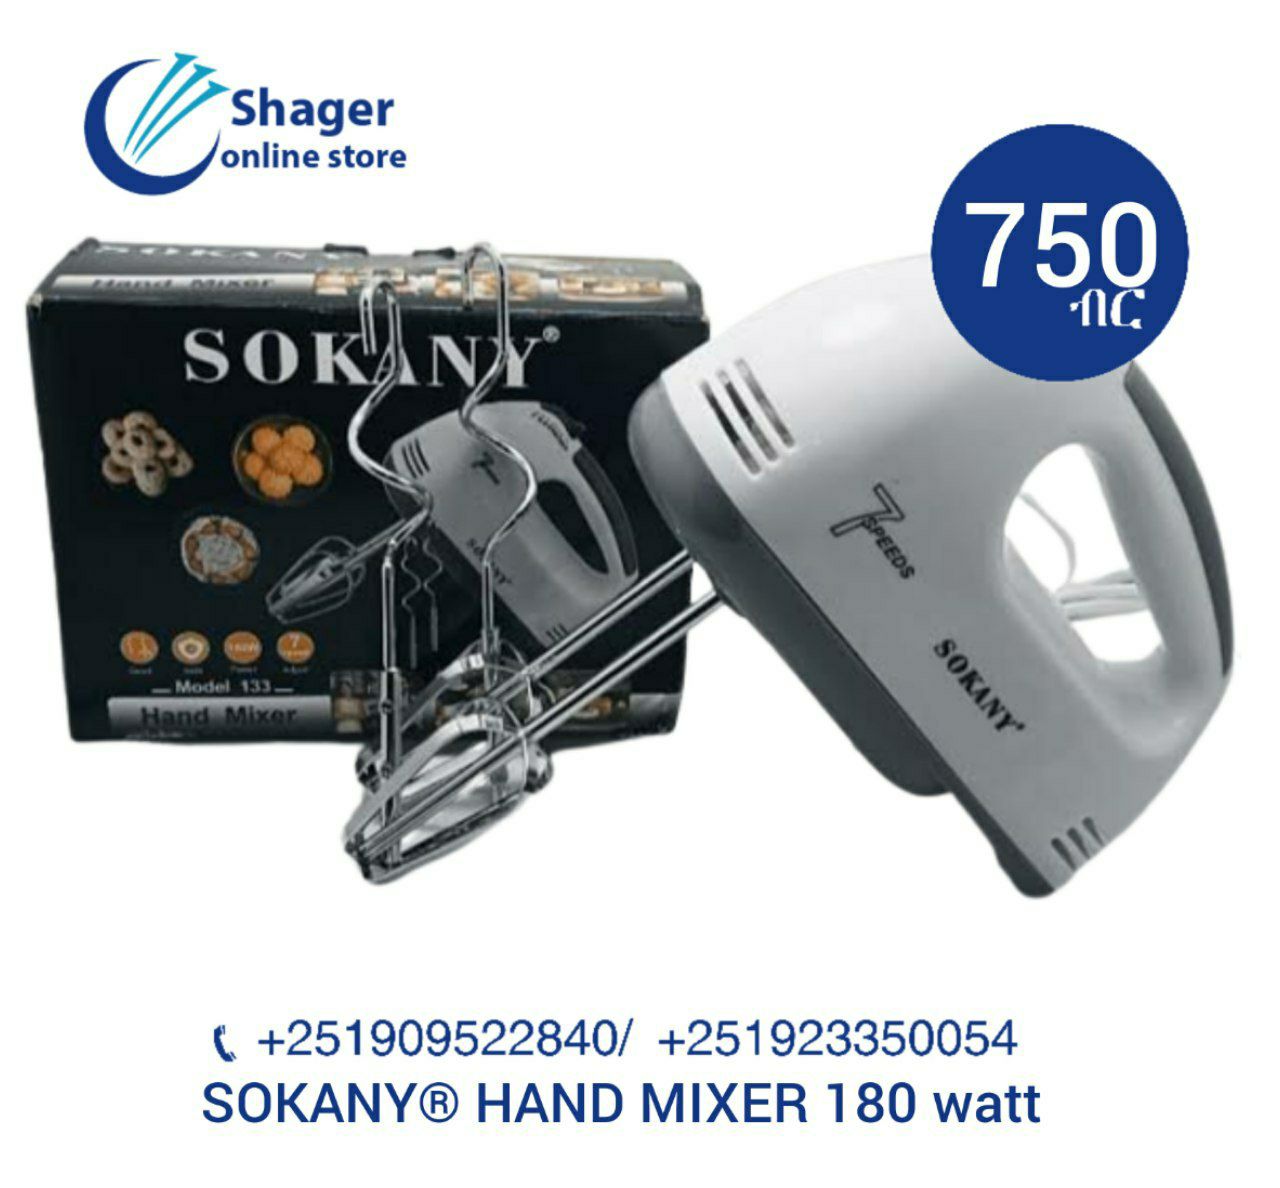 Shager
online store
750
ብር
SOKANY
Hand Mixer
SOKANY®
7
SPEEDS
SOKANY®
Model 133
Hand Mixer
+251909522840/ +251923350054
SOKANY® HAND MIXER 180 watt